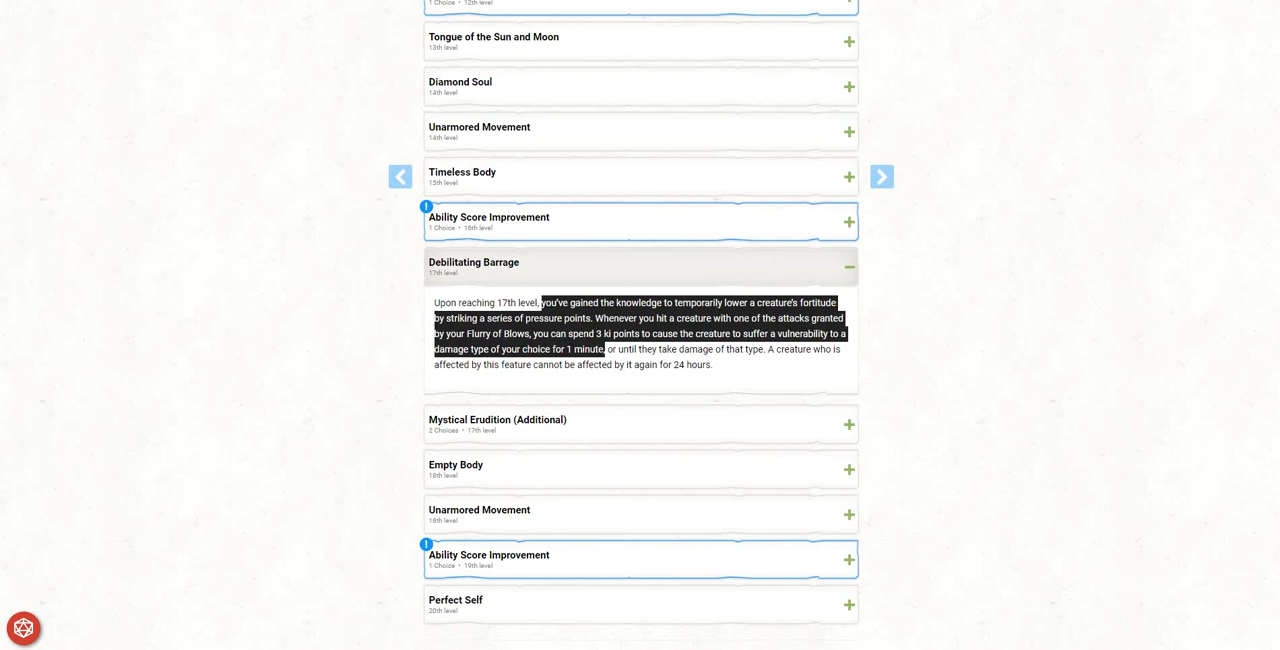 1 Choice • 12th level
Tongue of the Sun and Moon
13th level
Diamond Soul
14th level
Unarmored Movement
14th level
Timeless Body
15th level
!
Ability Score Improvement
1 Choice • 16th level
Debilitating Barrage
17th level
Upon reaching 17th level, you've gained the knowledge to temporarily lower a creature's fortitude
by striking a series of pressure points. Whenever you hit a creature with one of the attacks granted
by your Flurry of Blows, you can spend 3 ki points to cause the creature to suffer a vulnerability to a
damage type of your choice for 1 minute, or until they take damage of that type. A creature who is
affected by this feature cannot be affected by it again for 24 hours.
Mystical Erudition (Additional)
2 Choices • 17th level
Empty Body
18th level
Unarmored Movement
18th level
!
Ability Score Improvement
1 Choice • 19th level
Perfect Self
20th level